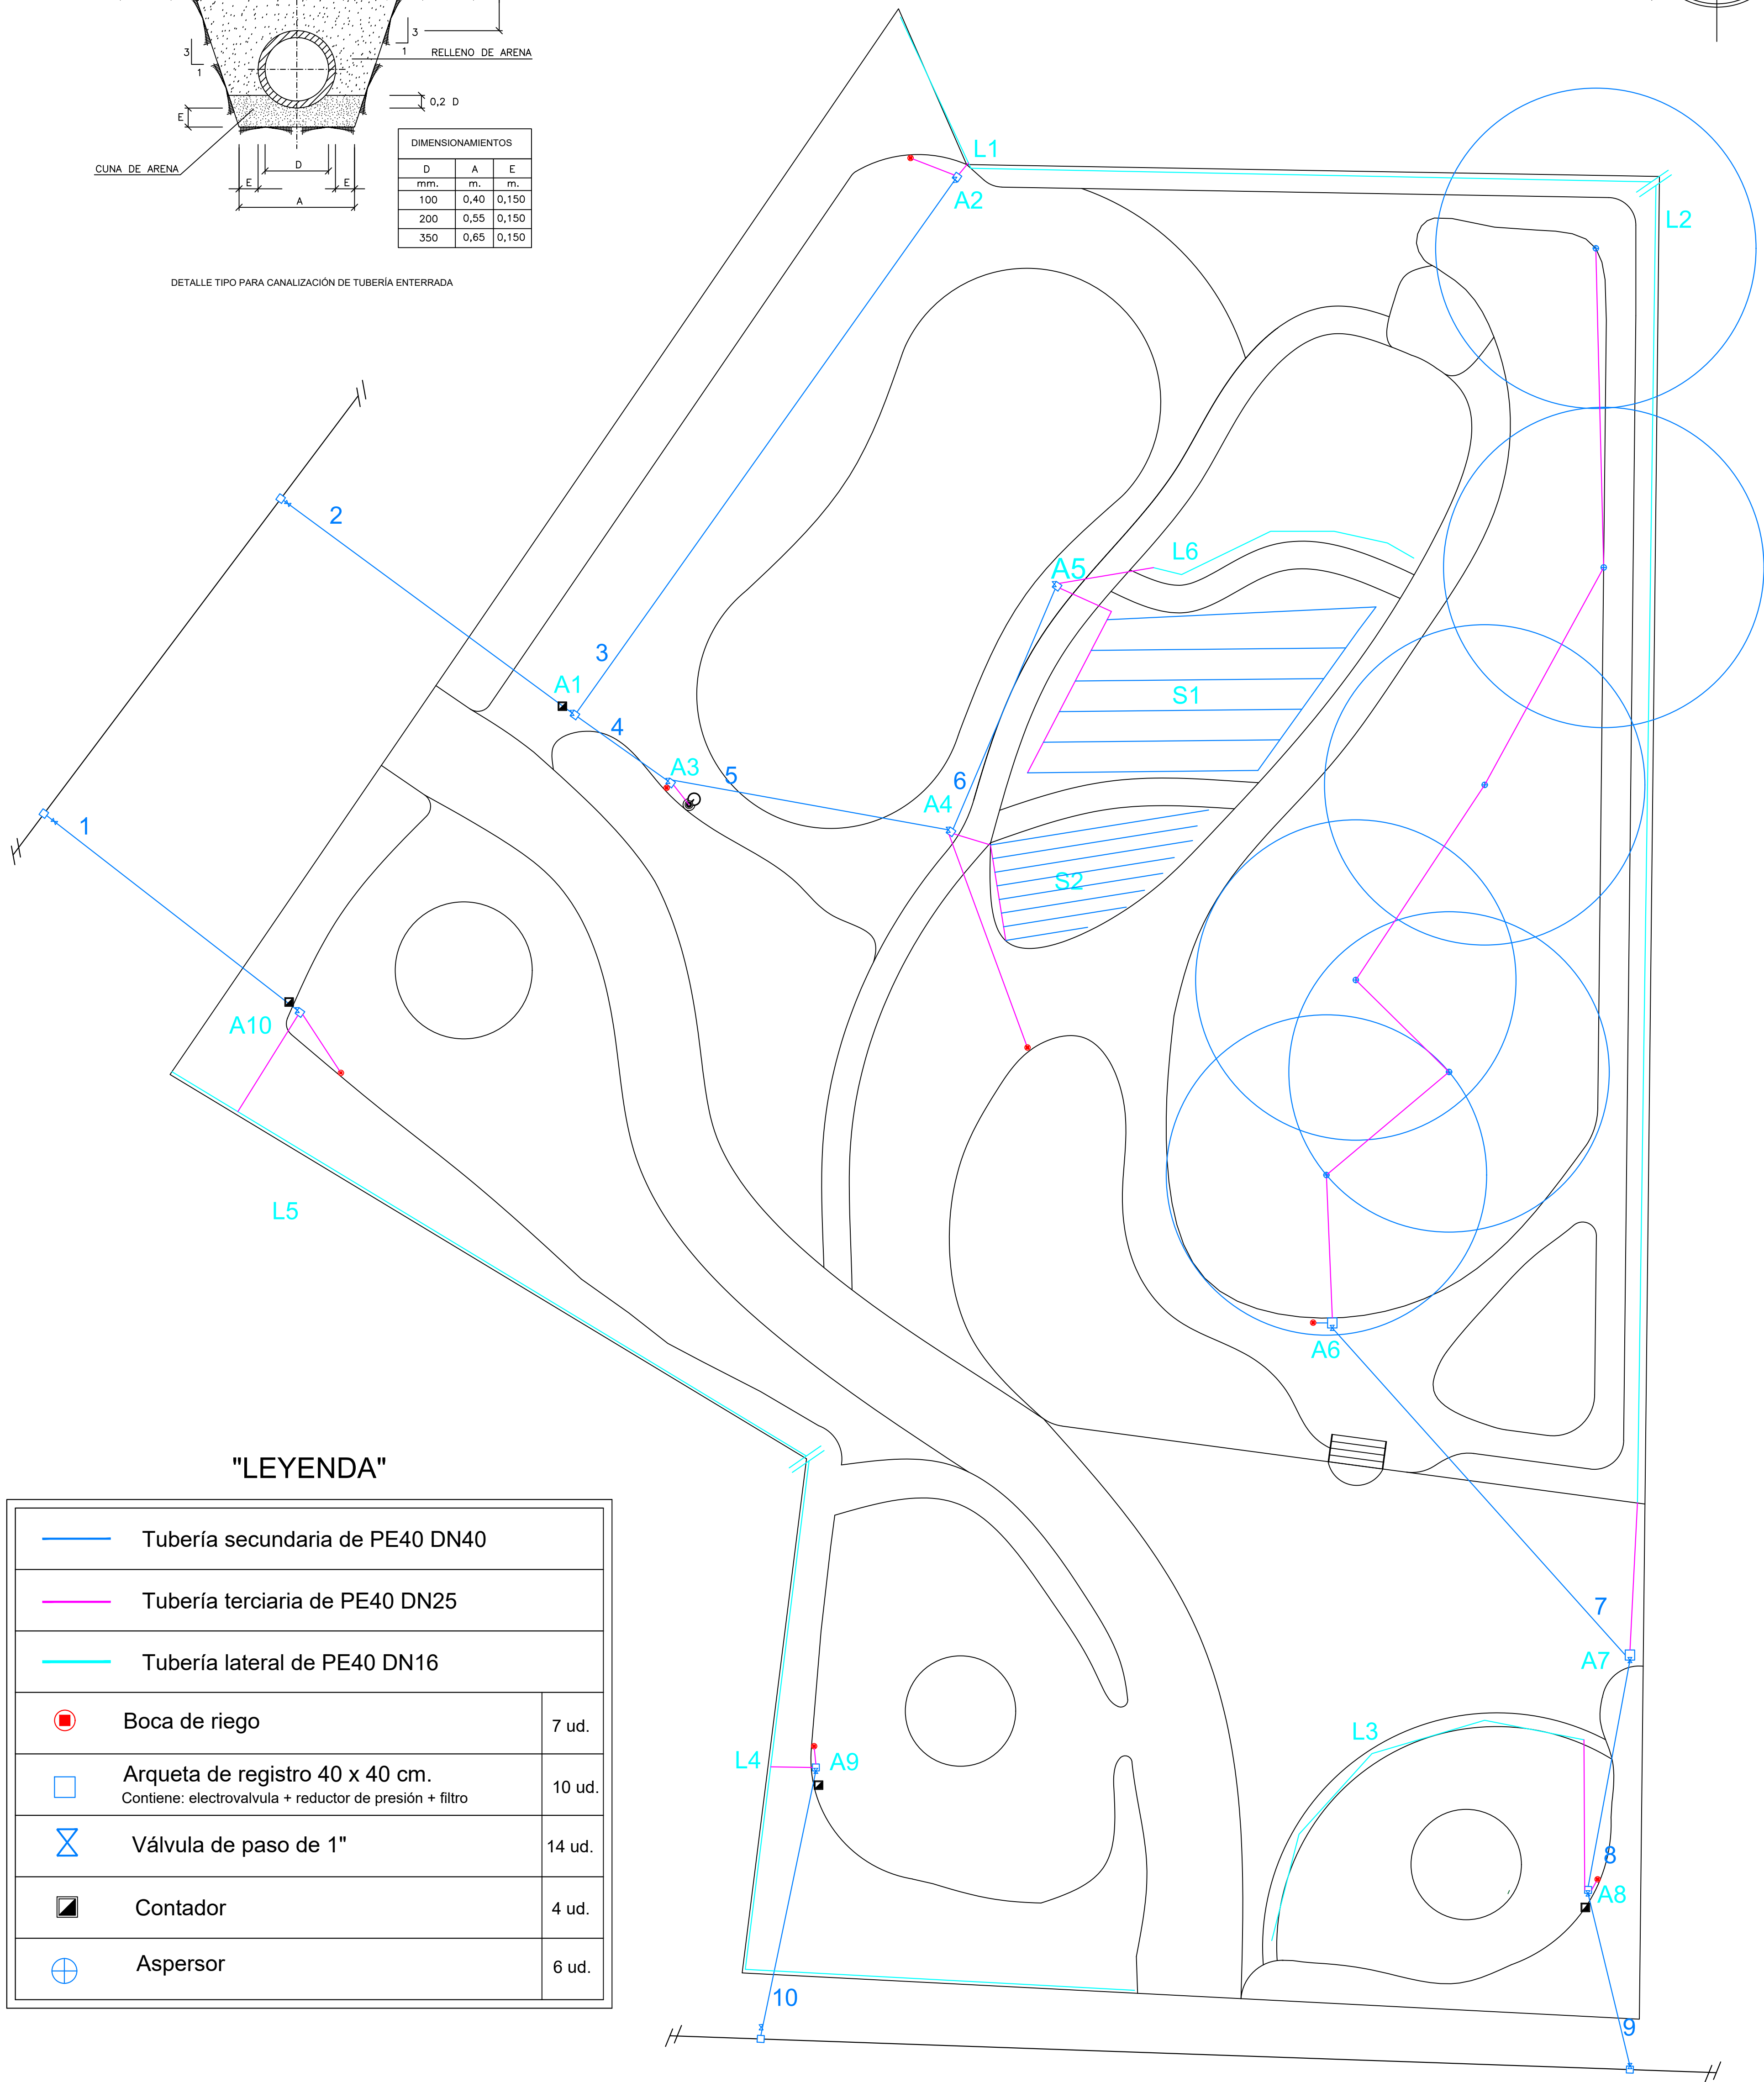 3
1
3
1
RELLENO DE ARENA
0,2 D
E
CUNA DE ARENA
D
E
E
A
DIMENSIONAMIENTOS
D A E
mm. m. m.
100 0,40 0,150
200 0,55 0,150
350 0,65 0,150
DETALLE TIPO PARA CANALIZACIÓN DE TUBERÍA ENTERRADA
L1
A2
L2
2
L6
A5
3
A1
S1
4
A3
5
6
A4
1
S2
A10
L5
A6
7
A7
L3
L4
A9
8
A8
10
9
"LEYENDA"
Tubería secundaria de PE40 DN40
Tubería terciaria de PE40 DN25
Tubería lateral de PE40 DN16
Boca de riego 7 ud.
Arqueta de registro 40 x 40 cm.
Contiene: electrovalvula + reductor de presión + filtro
10 ud.
Válvula de paso de 1" 14 ud.
Contador 4 ud.
Aspersor 6 ud.